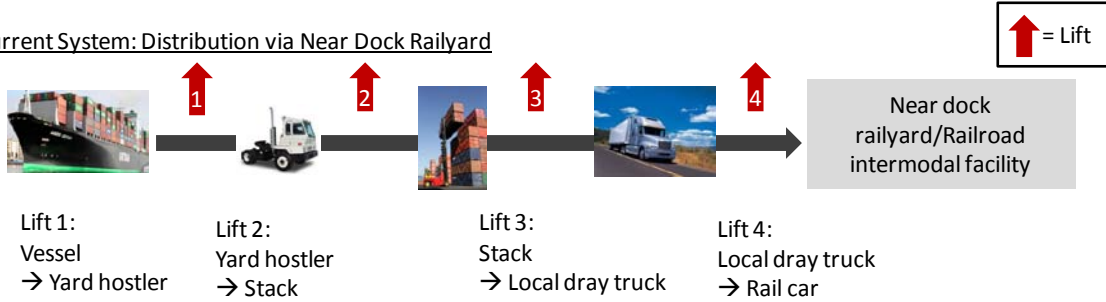 urrent System: Distribution via Near Dock Railyard
= Lift
1
2
3
4
Near dock
railyard/Railroad
intermodal facility
Lift 1:
Vessel
→ Yard hostler
Lift 2:
Yard hostler
→ Stack
Lift 3:
Stack
→ Local dray truck
Lift 4:
Local dray truck
→ Rail car